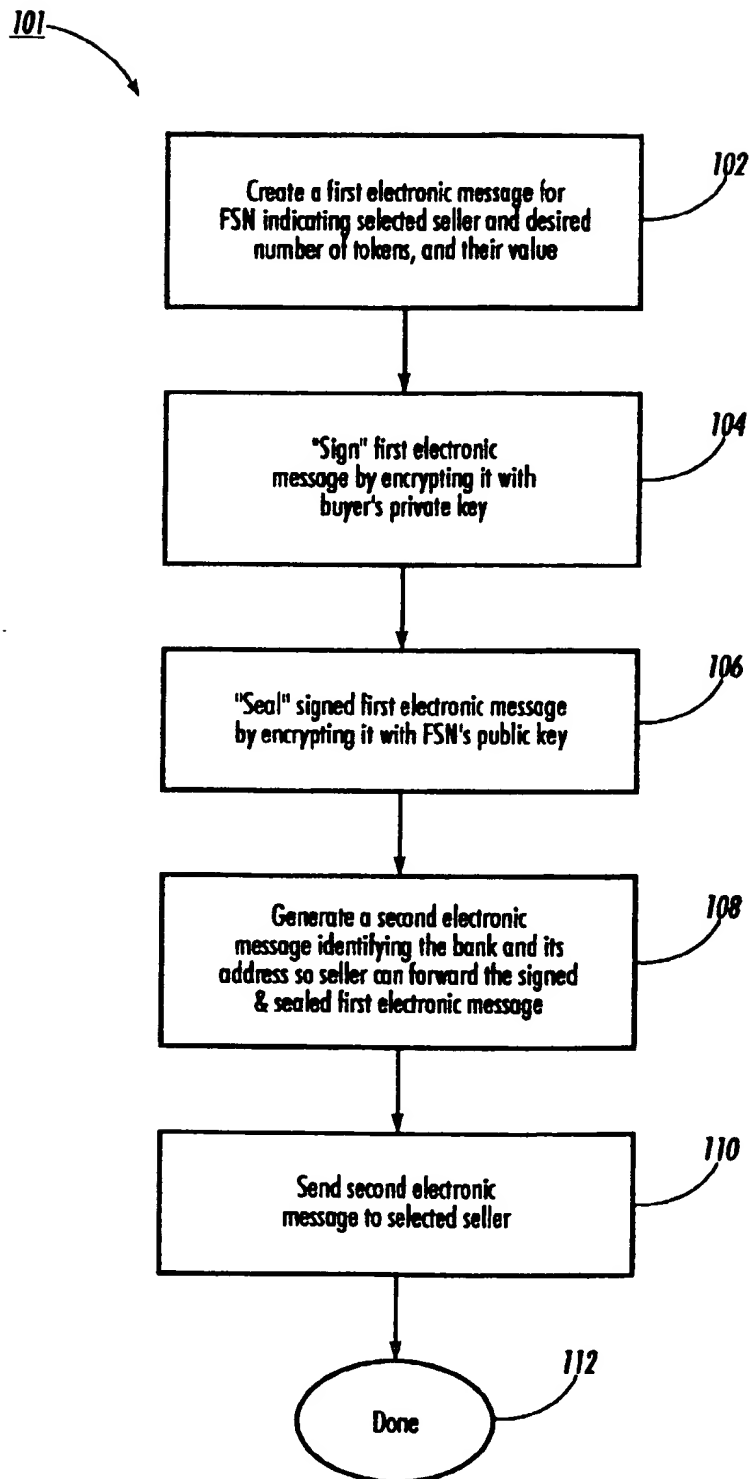 101
102
Create a first electronic message for
FSN indicating selected seller and desired
number of tokens, and their value
104
"Sign" first electronic
message by encrypting it with
buyer's private key
106
"Seal" signed first electronic message
by encrypting it with FSN's public key
108
Generate a second electronic
message identifying the bank and its
address so seller can forward the signed
& sealed first electronic message
110
Send second electronic
message to selected seller
112
Done